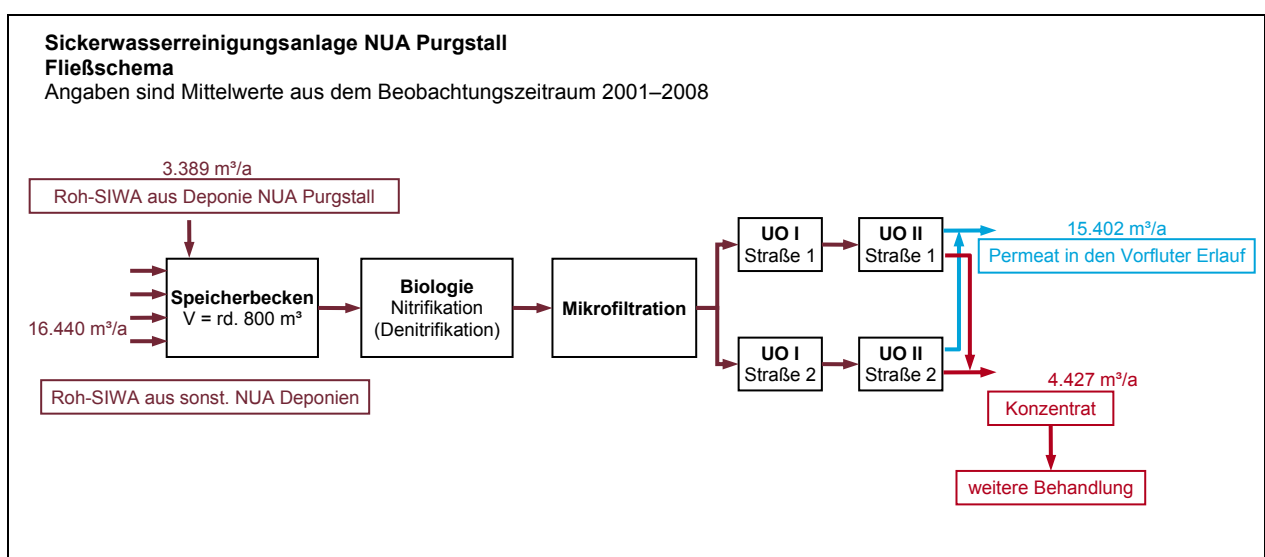 Sickerwasserreinigungsanlage NUA Purgstall
Fließschema
Angaben sind Mittelwerte aus dem Beobachtungszeitraum 2001–2008
3.389 m³/a
Roh-SIWA aus Deponie NUA Purgstall
16.440 m³/a
Roh-SIWA aus sonst. NUA Deponien
Speicherbecken
V = rd. 800 m³
Biologie
Nitrifikation
(Denitrifikation)
Mikrofiltration
UO I
Straße 1
UO II
Straße 1
UO I
Straße 2
UO II
Straße 2
15.402 m³/a
Permeat in den Vorfluter Erlauf
4.427 m³/a
Konzentrat
weitere Behandlung